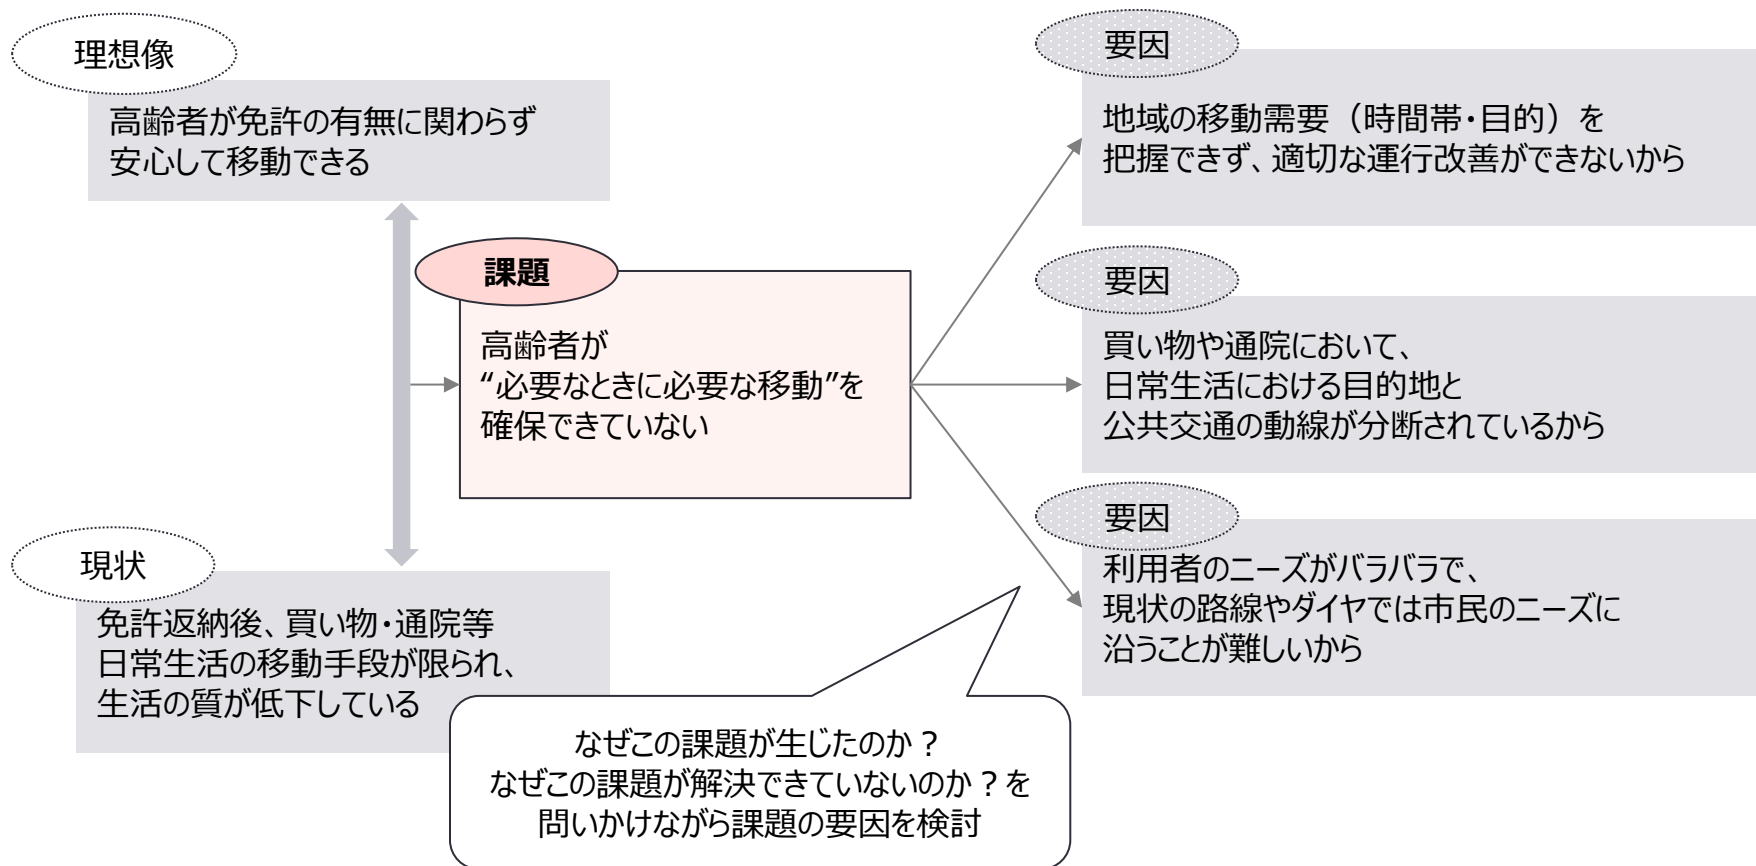 理想像
高齢者が免許の有無に関わらず
安心して移動できる
課題
高齢者が
“必要なときに必要な移動”を
確保できていない
現状
免許返納後、買い物・通院等
日常生活の移動手段が限られ、
生活の質が低下している
要因
地域の移動需要（時間帯・目的）を
把握できず、適切な運行改善ができないから
要因
買い物や通院において、
日常生活における目的地と
公共交通の動線が分断されているから
要因
利用者のニーズがバラバラで、
現状の路線やダイヤでは市民のニーズに
沿うことが難しいから
なぜこの課題が生じたのか？
なぜこの課題が解決できていないのか？を
問いかけながら課題の要因を検討